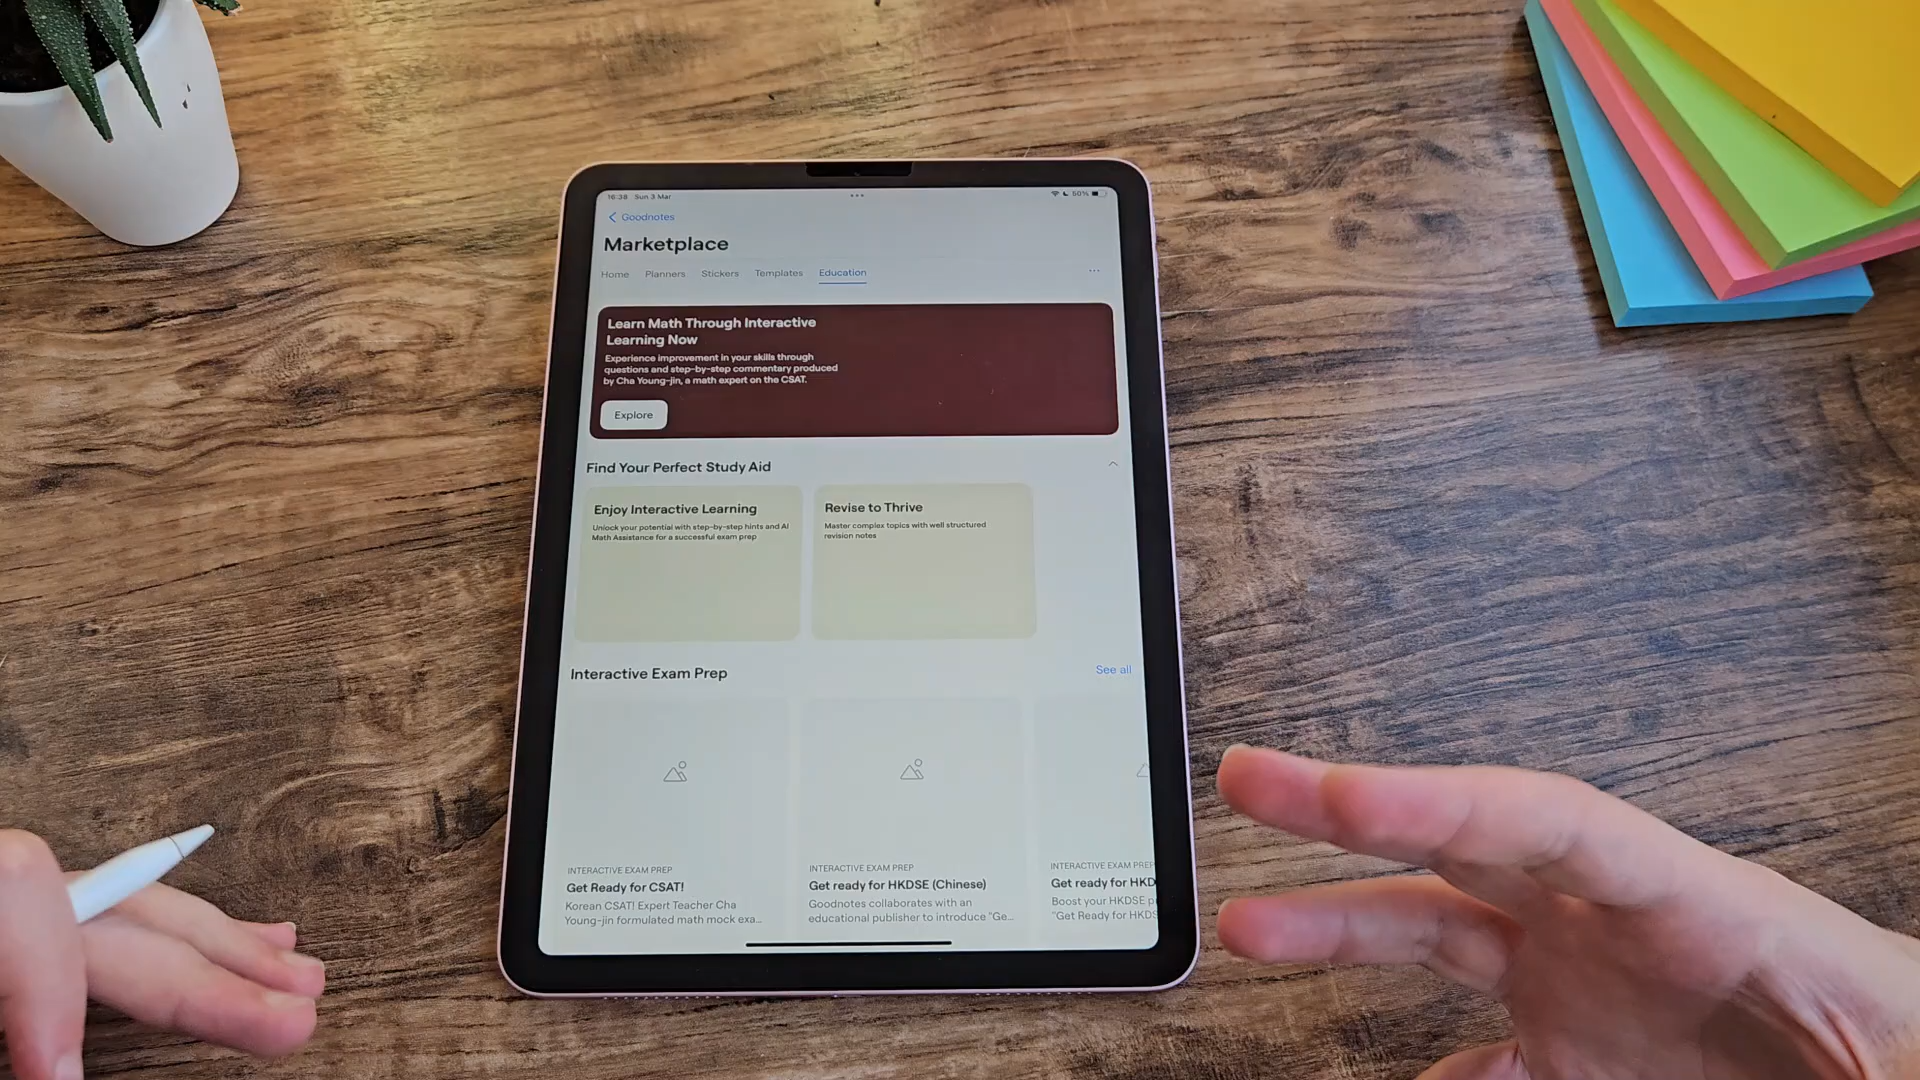 16:38 Sun 3 Mar
50%
Goodnotes
Marketplace
Home Planners Stickers Templates Education
Learn Math Through Interactive
Learning Now
Experience improvement in your skills through
questions and step-by-step commentary produced
by Cha Young-jin, a math expert on the CSAT.
Explore
Find Your Perfect Study Aid
Enjoy Interactive Learning
Unlock your potential with step-by-step hints and AI
Math Assistance for a successful exam prep
Revise to Thrive
Master complex topics with well structured
revision notes
Interactive Exam Prep
See all
INTERACTIVE EXAM PREP
Get Ready for CSAT!
Korean CSAT! Expert Teacher Cha
Young-jin formulated math mock exa...
INTERACTIVE EXAM PREP
Get ready for HKDSE (Chinese)
Goodnotes collaborates with an
educational publisher to introduce "Ge...
INTERACTIVE EXAM PREP
Get ready for HKD
Boost your HKDSE p
"Get Ready for HKDS